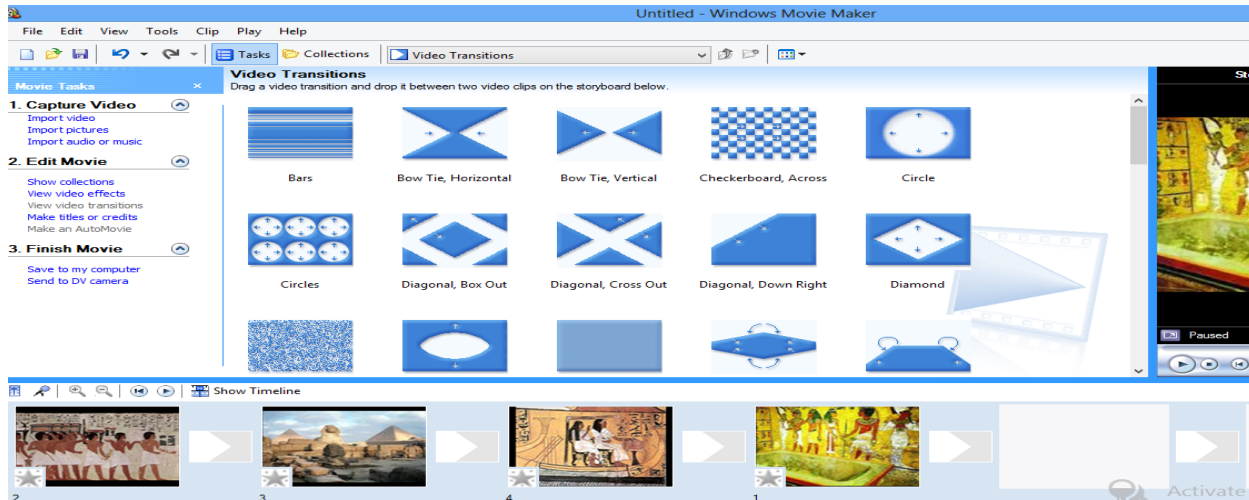 Untitled - Windows Movie Maker
File Edit View Tools Clip Play Help
Tasks Collections Video Transitions
Movie Tasks ×
1. Capture Video
Import video
Import pictures
Import audio or music
2. Edit Movie
Show collections
View video effects
View video transitions
Make titles or credits
Make an AutoMovie
3. Finish Movie
Save to my computer
Send to DV camera
Video Transitions
Drag a video transition and drop it between two video clips on the storyboard below.
Bars Bow Tie, Horizontal Bow Tie, Vertical Checkerboard, Across Circle
Circles Diagonal, Box Out Diagonal, Cross Out Diagonal, Down Right Diamond
Paused
Show Timeline
2 3 4 1
Activate